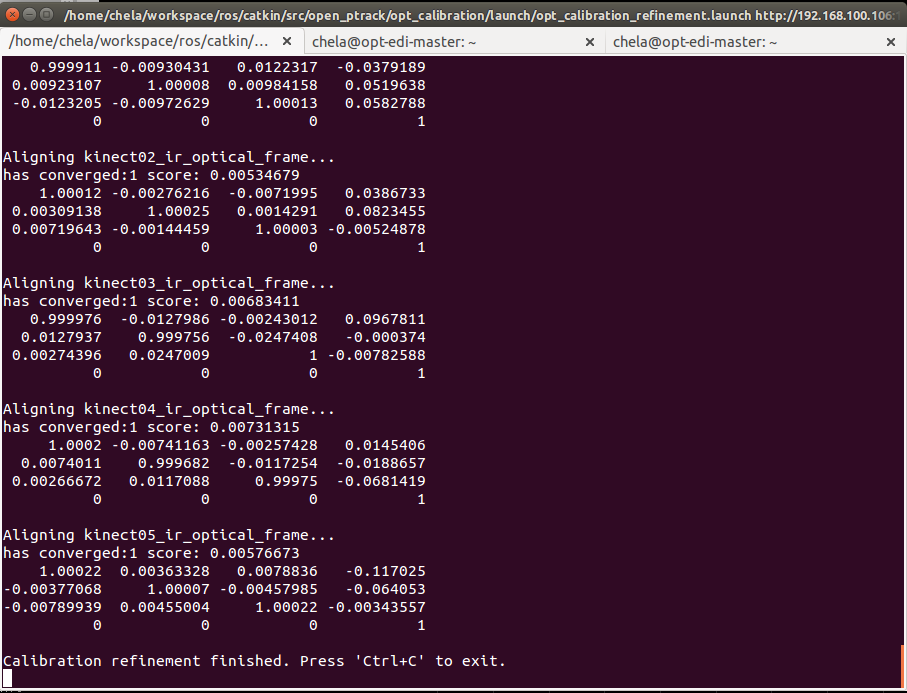 /home/chela/workspace/ros/catkin/src/open_ptrack/opt_calibration/launch/opt_calibration_refinement.launch http://192.168.100.106:
/home/chela/workspace/ros/catkin/... × chela@opt-edi-master: ~ × chela@opt-edi-master: ~ ×
0.999911 -0.00930431 0.0122317 -0.0379189
0.00923107 1.00008 0.00984158 0.0519638
-0.0123205 -0.00972629 1.00013 0.0582788
0 0 0 1
Aligning kinect02_ir_optical_frame...
has converged:1 score: 0.00534679
1.00012 -0.00276216 -0.0071995 0.0386733
0.00309138 1.00025 0.0014291 0.0823455
0.00719643 -0.00144459 1.00003 -0.00524878
0 0 0 1
Aligning kinect03_ir_optical_frame...
has converged:1 score: 0.00683411
0.999976 -0.0127986 -0.00243012 0.0967811
0.0127937 0.999756 -0.0247408 -0.000374
0.00274396 0.0247009 1 -0.00782588
0 0 0 1
Aligning kinect04_ir_optical_frame...
has converged:1 score: 0.00731315
1.0002 -0.00741163 -0.00257428 0.0145406
0.0074011 0.999682 -0.0117254 -0.0188657
0.00266672 0.0117088 0.99975 -0.0681419
0 0 0 1
Aligning kinect05_ir_optical_frame...
has converged:1 score: 0.00576673
1.00022 0.00363328 0.0078836 -0.117025
-0.00377068 1.00007 -0.00457985 -0.064053
-0.00789939 0.00455004 1.00022 -0.00343557
0 0 0 1
Calibration refinement finished. Press 'Ctrl+C' to exit.